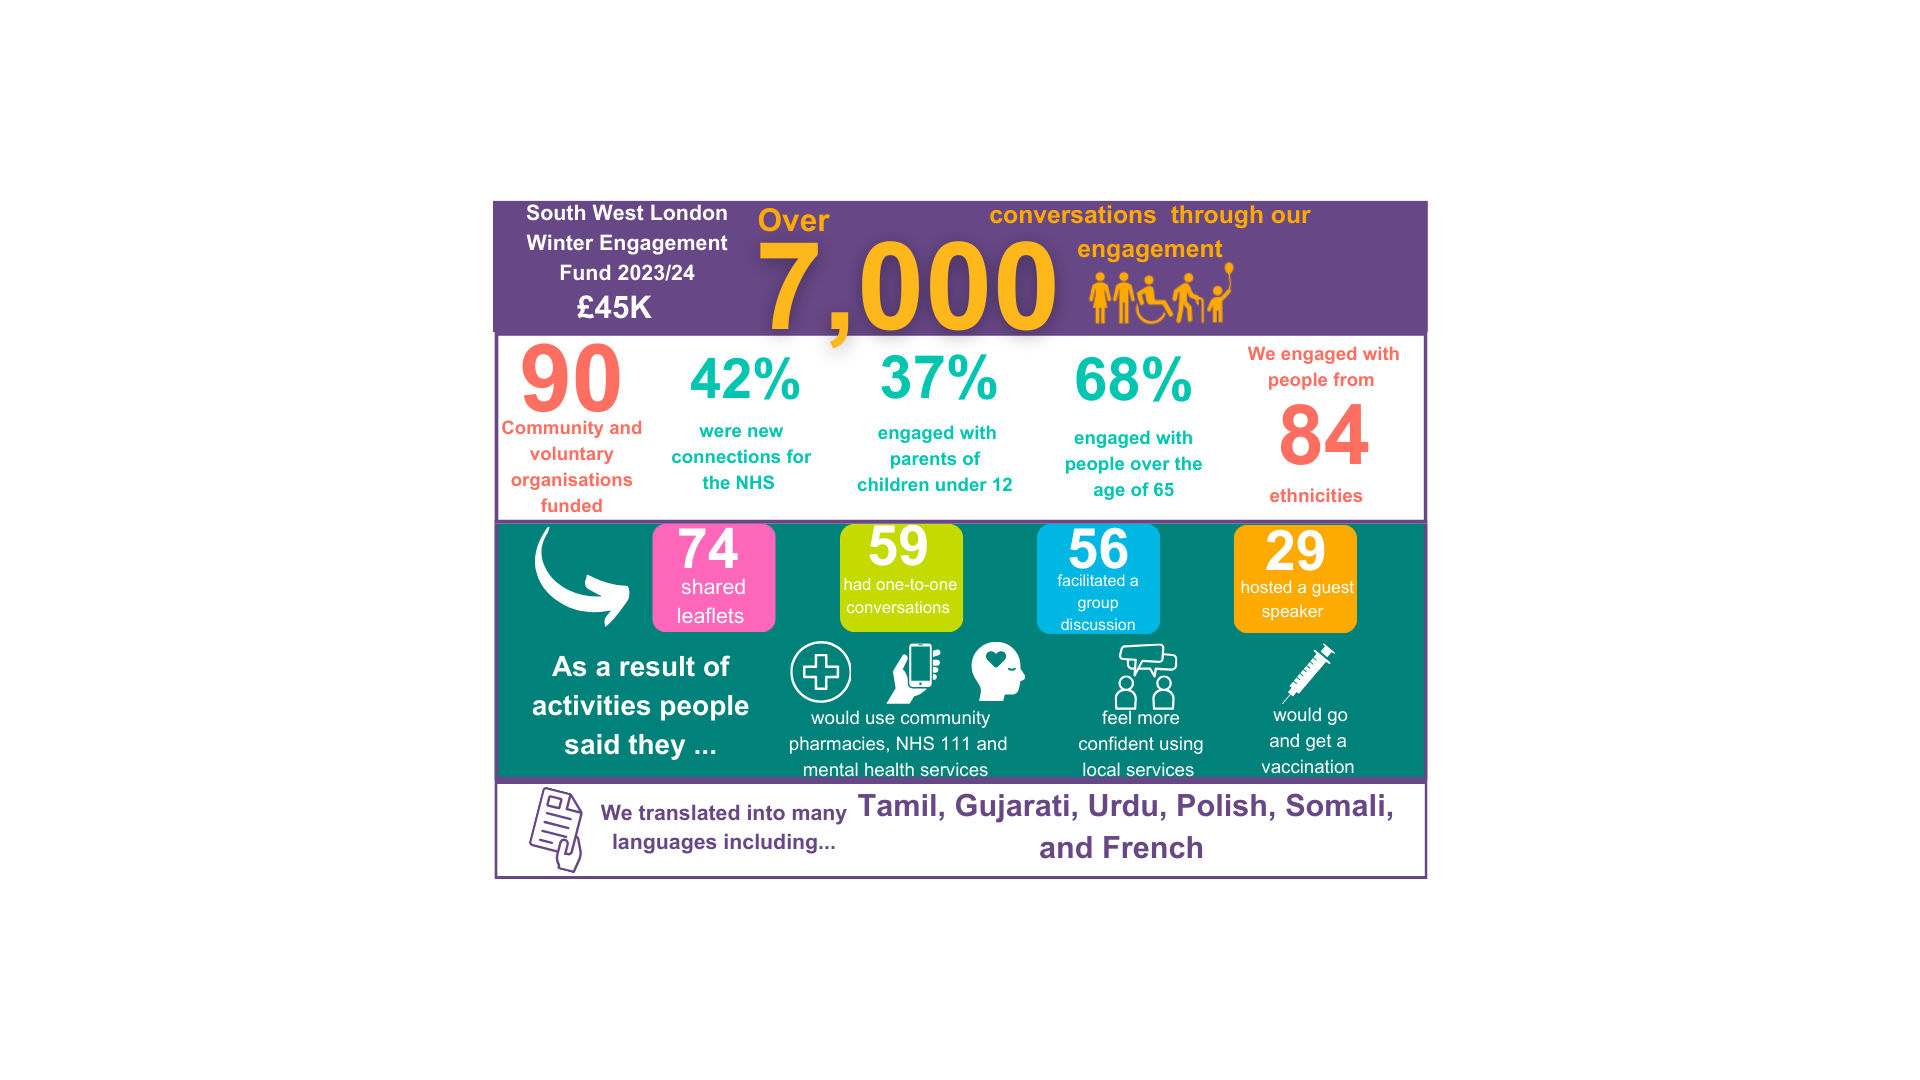 South West London
Winter Engagement
Fund 2023/24
£45K
Over
7,000
conversations through our
engagement
90
Community and
voluntary
organisations
funded
42%
were new
connections for
the NHS
37%
engaged with
parents of
children under 12
68%
engaged with
people over the
age of 65
We engaged with
people from
84
ethnicities
74
shared
leaflets
59
had one-to-one
conversations
56
facilitated a
group
discussion
29
hosted a guest
speaker
As a result of
activities people
said they ...
would use community
pharmacies, NHS 111 and
mental health services
feel more
confident using
local services
would go
and get a
vaccination
We translated into many
languages including...
Tamil, Gujarati, Urdu, Polish, Somali,
and French